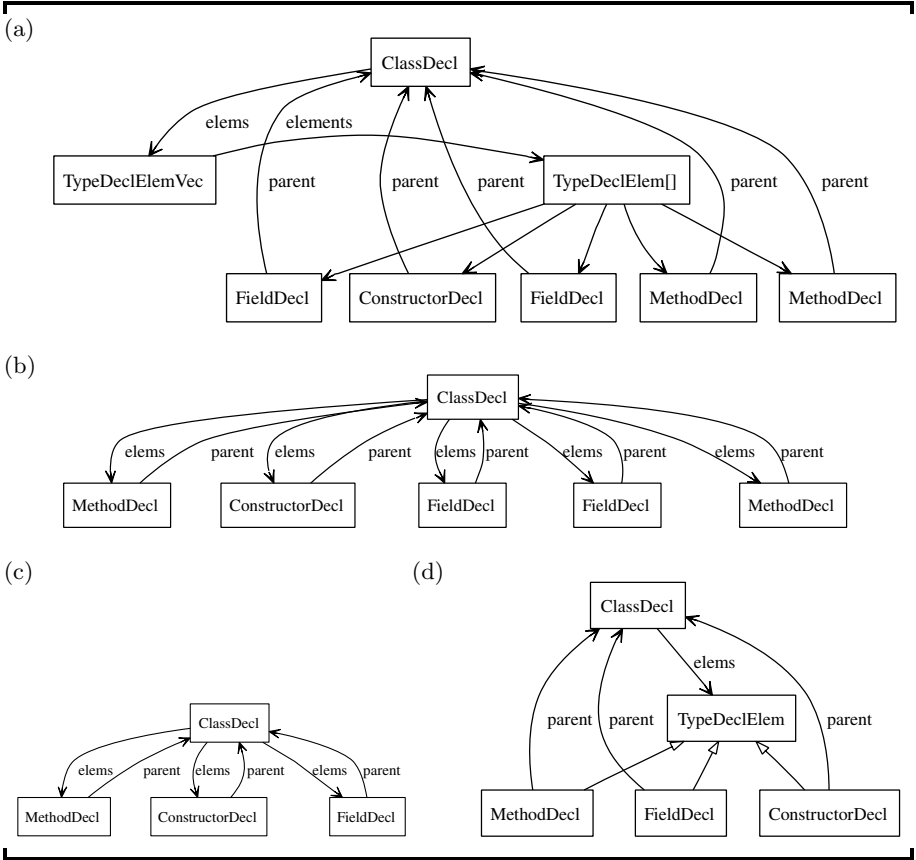 (a)
ClassDecl
elems elements
TypeDeclElemVec parent parent parent TypeDeclElem[] parent parent
FieldDecl ConstructorDecl FieldDecl MethodDecl MethodDecl
(b)
ClassDecl
elems parent elems parent elems parent elems parent elems parent
MethodDecl ConstructorDecl FieldDecl FieldDecl MethodDecl
(c)
ClassDecl
elems parent elems parent elems parent
MethodDecl ConstructorDecl FieldDecl
(d)
ClassDecl
elems
parent parent TypeDeclElem parent
MethodDecl FieldDecl ConstructorDecl